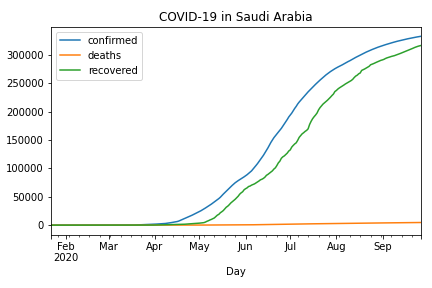 COVID-19 in Saudi Arabia
confirmed
deaths
recovered
300000
250000
200000
150000
100000
50000
0
Feb Mar Apr May Jun Jul Aug Sep
2020
Day